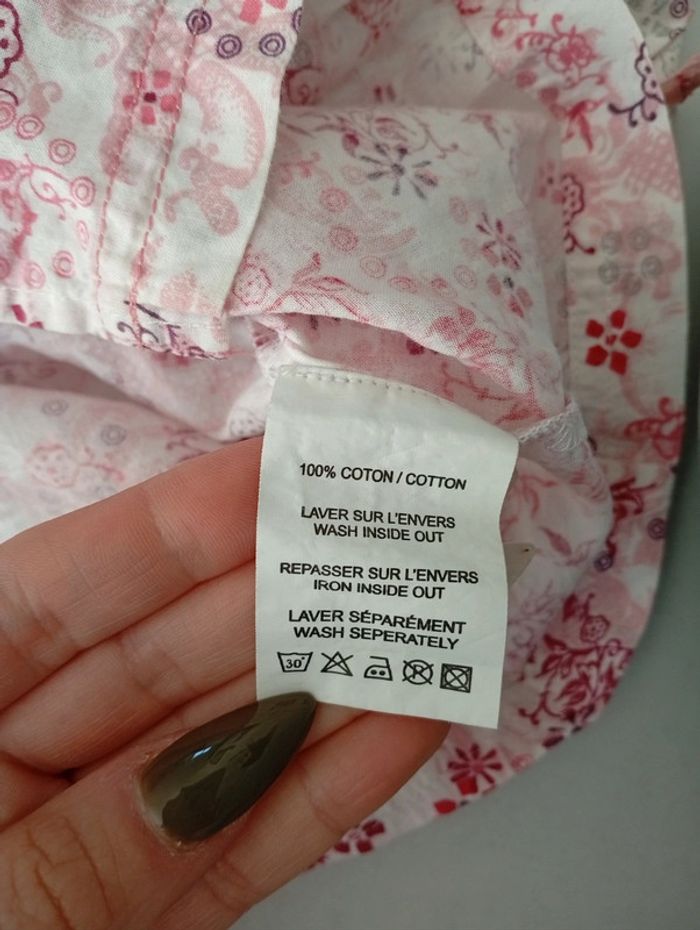 100% COTON / COTTON
LAVER SUR L'ENVERS
WASH INSIDE OUT
REPASSER SUR L'ENVERS
IRON INSIDE OUT
LAVER SÉPARÉMENT
WASH SEPERATELY
30°